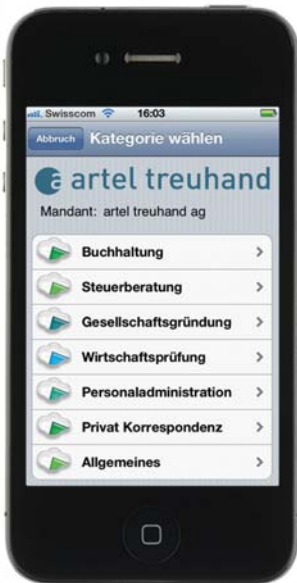 Swisscom 16:03
Abbruch Kategorie wählen
a artel treuhand
Mandant: artel treuhand ag
Buchhaltung
Steuerberatung
Gesellschaftsgründung
Wirtschaftsprüfung
Personaladministration
Privat Korrespondenz
Allgemeines